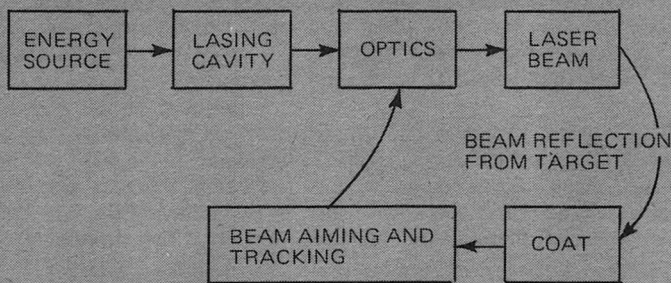 ENERGY
SOURCE
LASING
CAVITY
OPTICS
LASER
BEAM
BEAM REFLECTION
FROM TARGET
BEAM AIMING AND
TRACKING
COAT